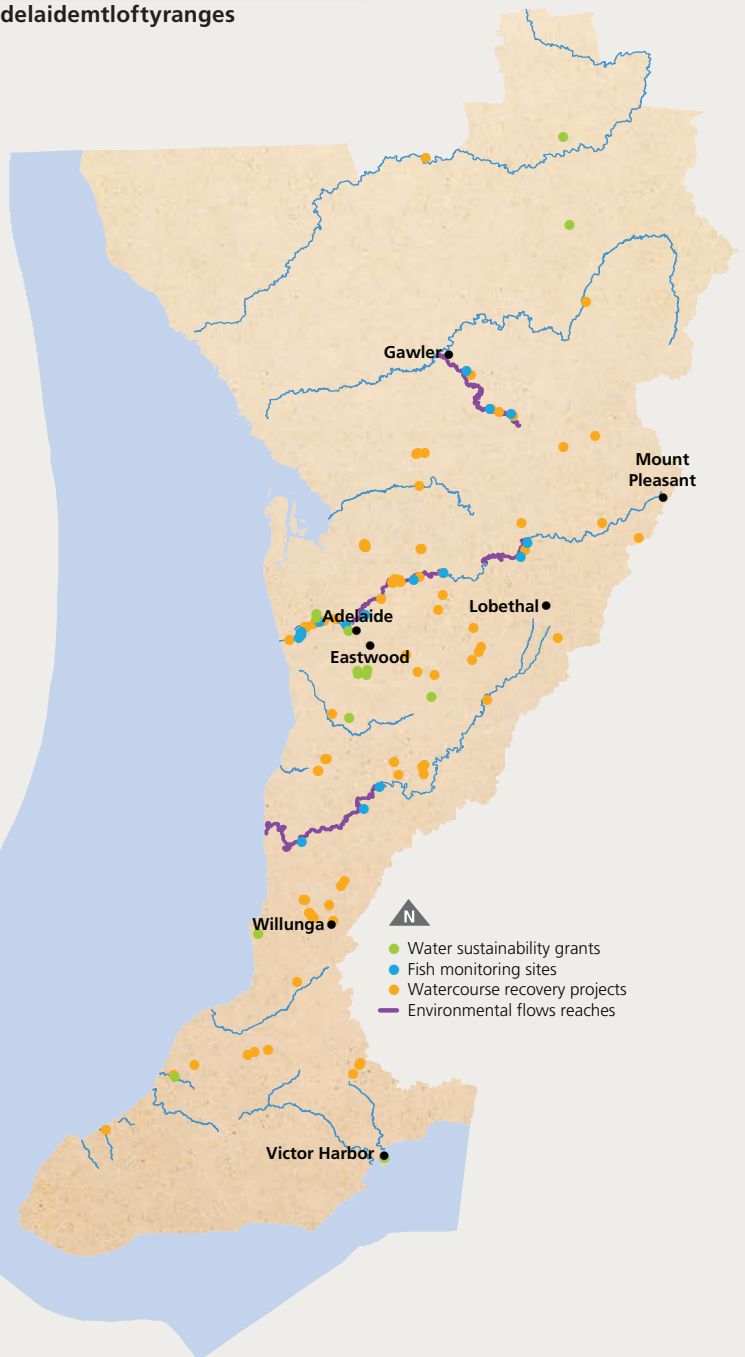 delaidemtloftyranges
Gawler
Mount
Pleasant
Lobethal
Adelaide
Eastwood
Willunga
N
Water sustainability grants
Fish monitoring sites
Watercourse recovery projects
Environmental flows reaches
Victor Harbor